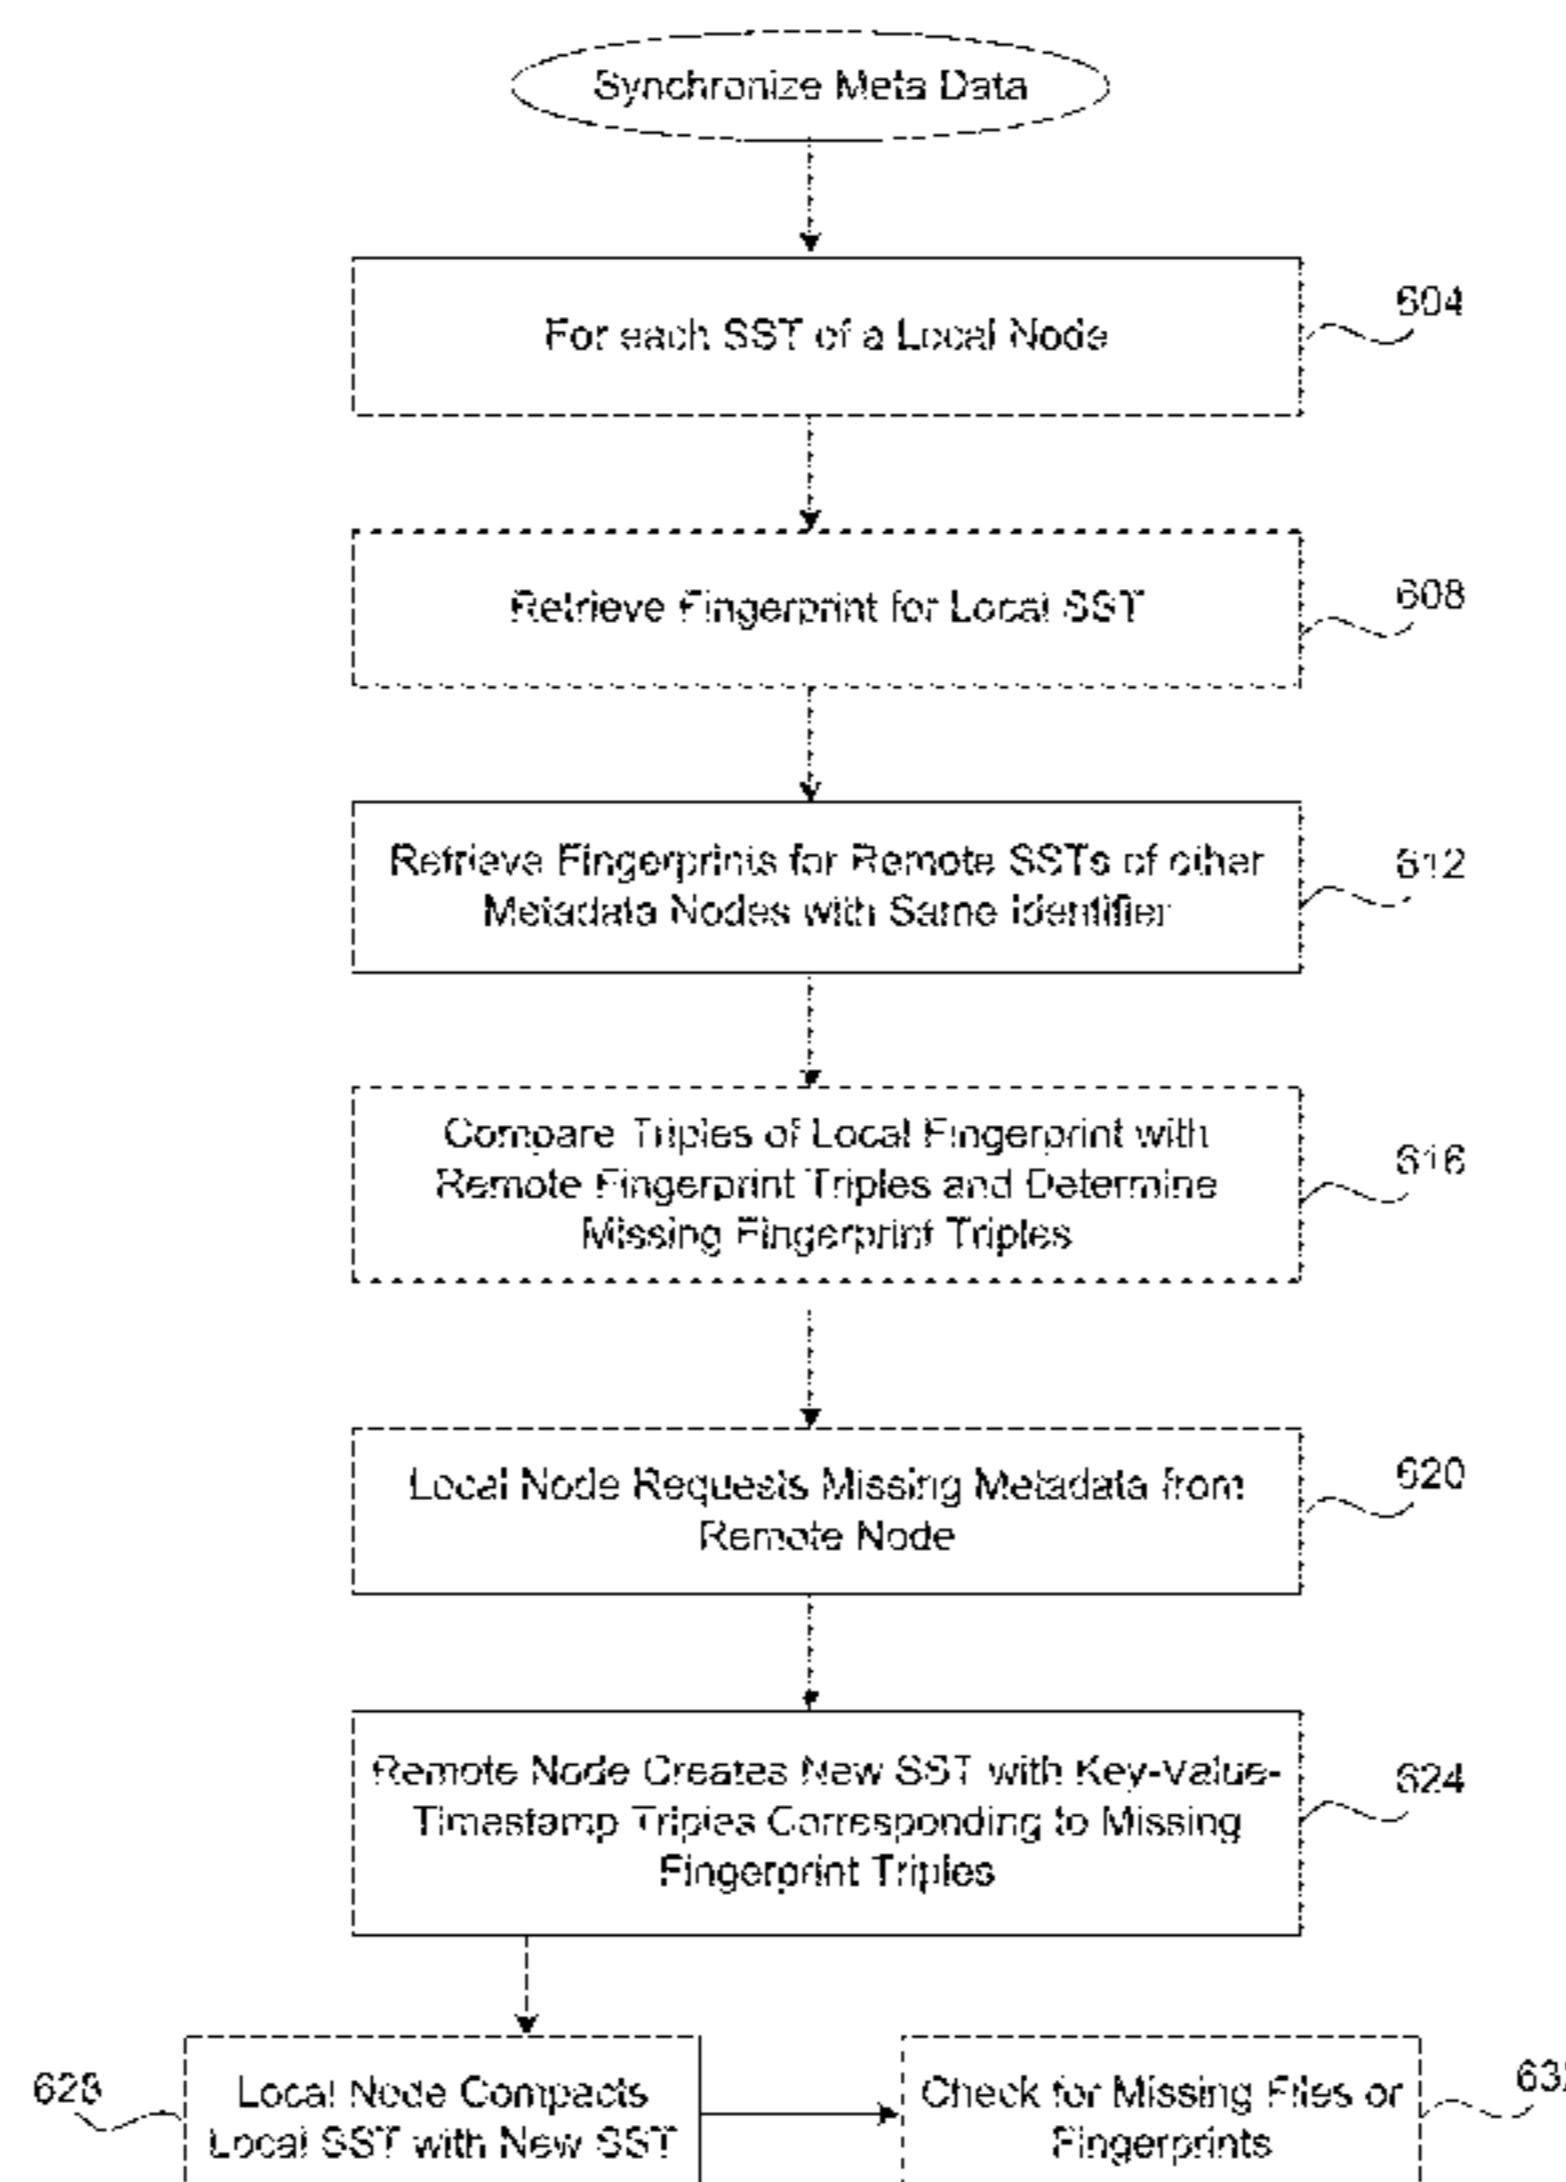 Synchronize Meta Data
For each SST of a Local Node
604
Retrieve Fingerprint for Local SST
608
Retrieve Fingerprints for Remote SSTs of other
Metadata Nodes with Same Identifier
612
Compare Triples of Local Fingerprint with
Remote Fingerprint Triples and Determine
Missing Fingerprint Triples
616
Local Node Requests Missing Metadata from
Remote Node
620
Remote Node Creates New SST with Key-Value-
Timestamp Triples Corresponding to Missing
Fingerprint Triples
624
628
Local Node Compacts
Local SST with New SST
Check for Missing Files or
Fingerprints